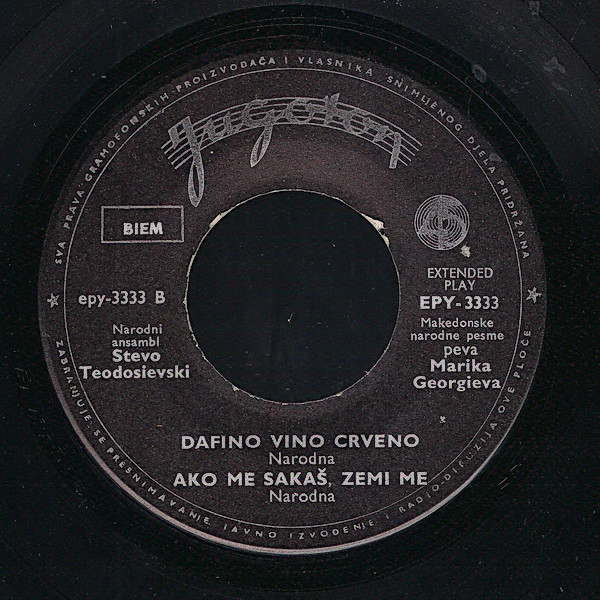 SVA PRAVA GRAMOFONSKIH PROIZVOĐAČA I VLASNIKA SNIMLJENOG DJELA PRIDRŽANA
Jugoton
BIEM
epy-3333 B
EXTENDED
PLAY
EPY-3333
Narodni
ansambl
Stevo
Teodosievski
Makedonske
narodne pesme
peva
Marika
Georgieva
DAFINO VINO CRVENO
Narodna
AKO ME SAKAŠ, ZEMI ME
Narodna
ZABRANJUJE SE PRESNIMAVANJE JAVNO IZVOĐENJE I RADIO-DIFUZIJA OVE PLOČE